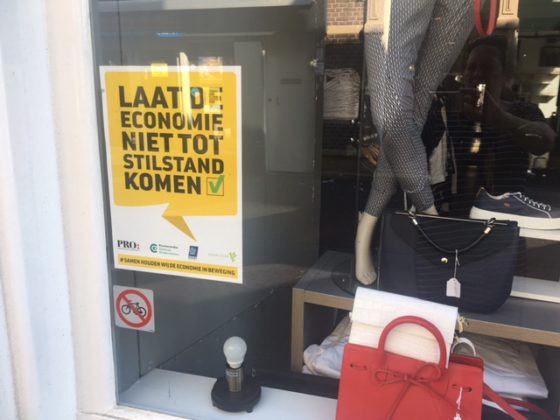 LAAT DE
ECONOMIE
NIET TOT
STILSTAND
KOMEN
PRO:
# SAMEN HOUDEN WIJ DE ECONOMIE IN BEWEGING